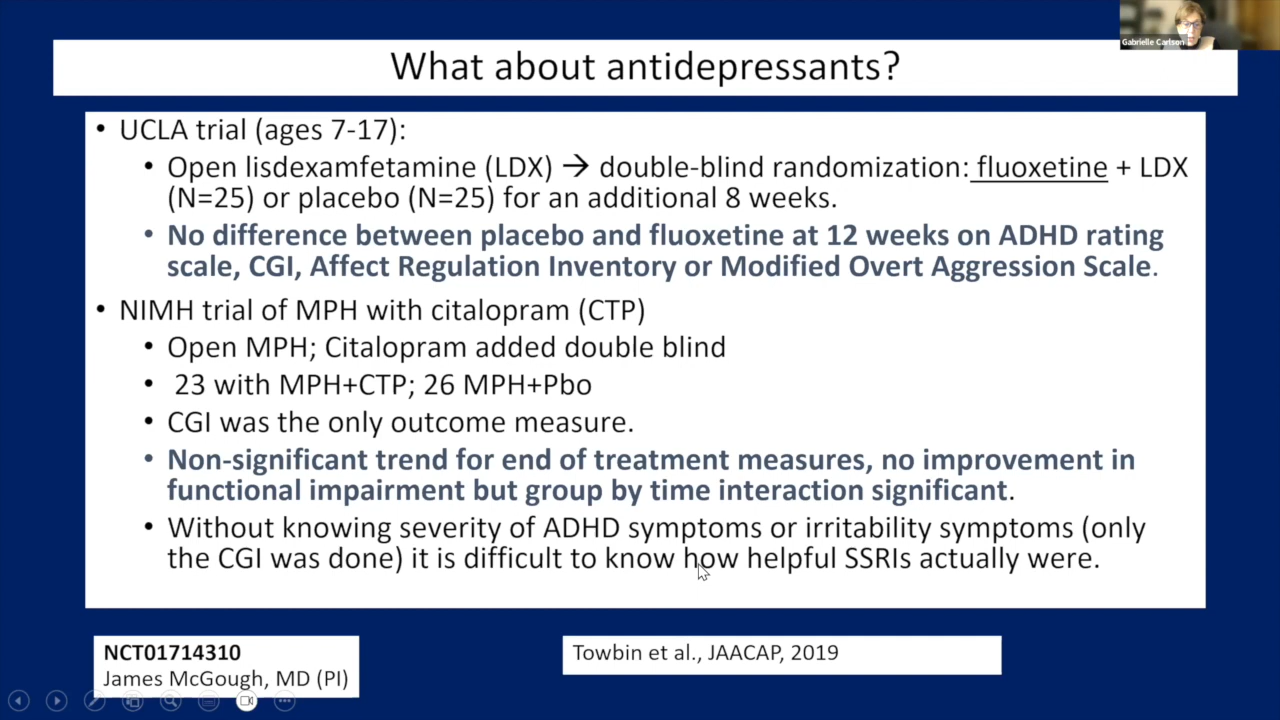 Gabrielle Carlson
What about antidepressants?
• UCLA trial (ages 7-17):
• Open lisdexamfetamine (LDX) → double-blind randomization: fluoxetine + LDX
(N=25) or placebo (N=25) for an additional 8 weeks.
• No difference between placebo and fluoxetine at 12 weeks on ADHD rating
scale, CGI, Affect Regulation Inventory or Modified Overt Aggression Scale.
• NIMH trial of MPH with citalopram (CTP)
• Open MPH; Citalopram added double blind
• 23 with MPH+CTP; 26 MPH+Pbo
• CGI was the only outcome measure.
• Non-significant trend for end of treatment measures, no improvement in
functional impairment but group by time interaction significant.
• Without knowing severity of ADHD symptoms or irritability symptoms (only
the CGI was done) it is difficult to know how helpful SSRIs actually were.
NCT01714310
James McGough, MD (PI)
Towbin et al., JAACAP, 2019